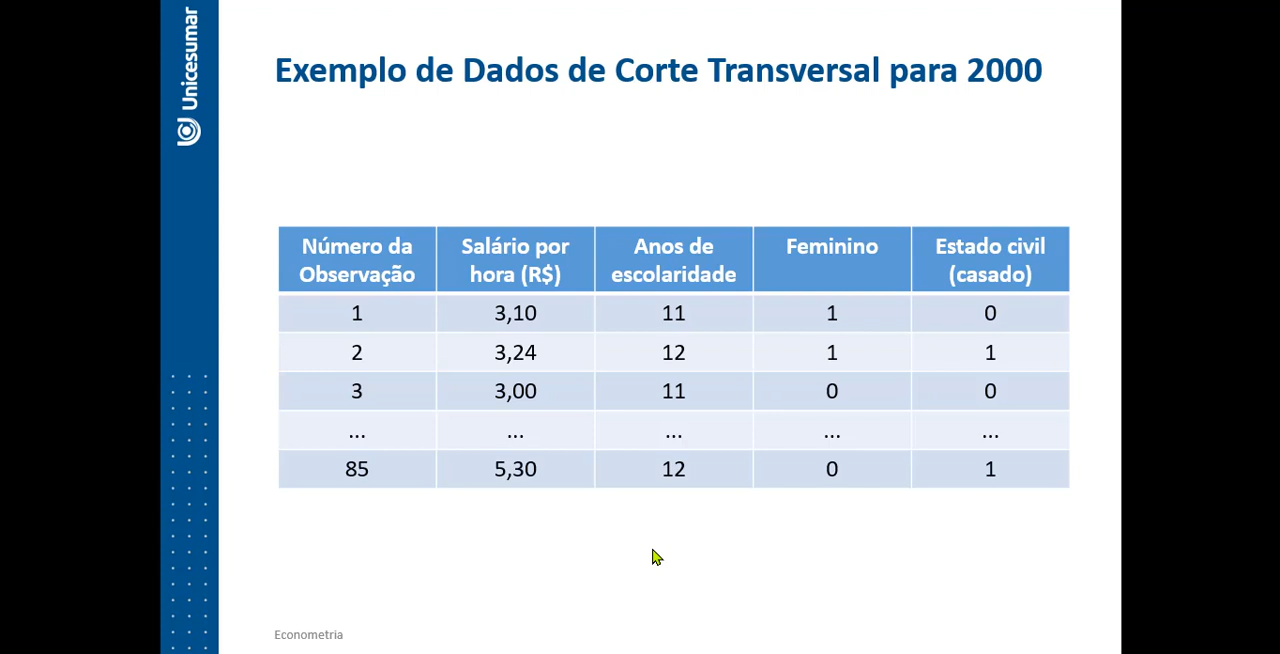 Unicesumar
Exemplo de Dados de Corte Transversal para 2000
Número da Observação Salário por hora (R$) Anos de escolaridade Feminino Estado civil (casado)
1 3,10 11 1 0
2 3,24 12 1 1
3 3,00 11 0 0
... ... ... ... ...
85 5,30 12 0 1
Econometria